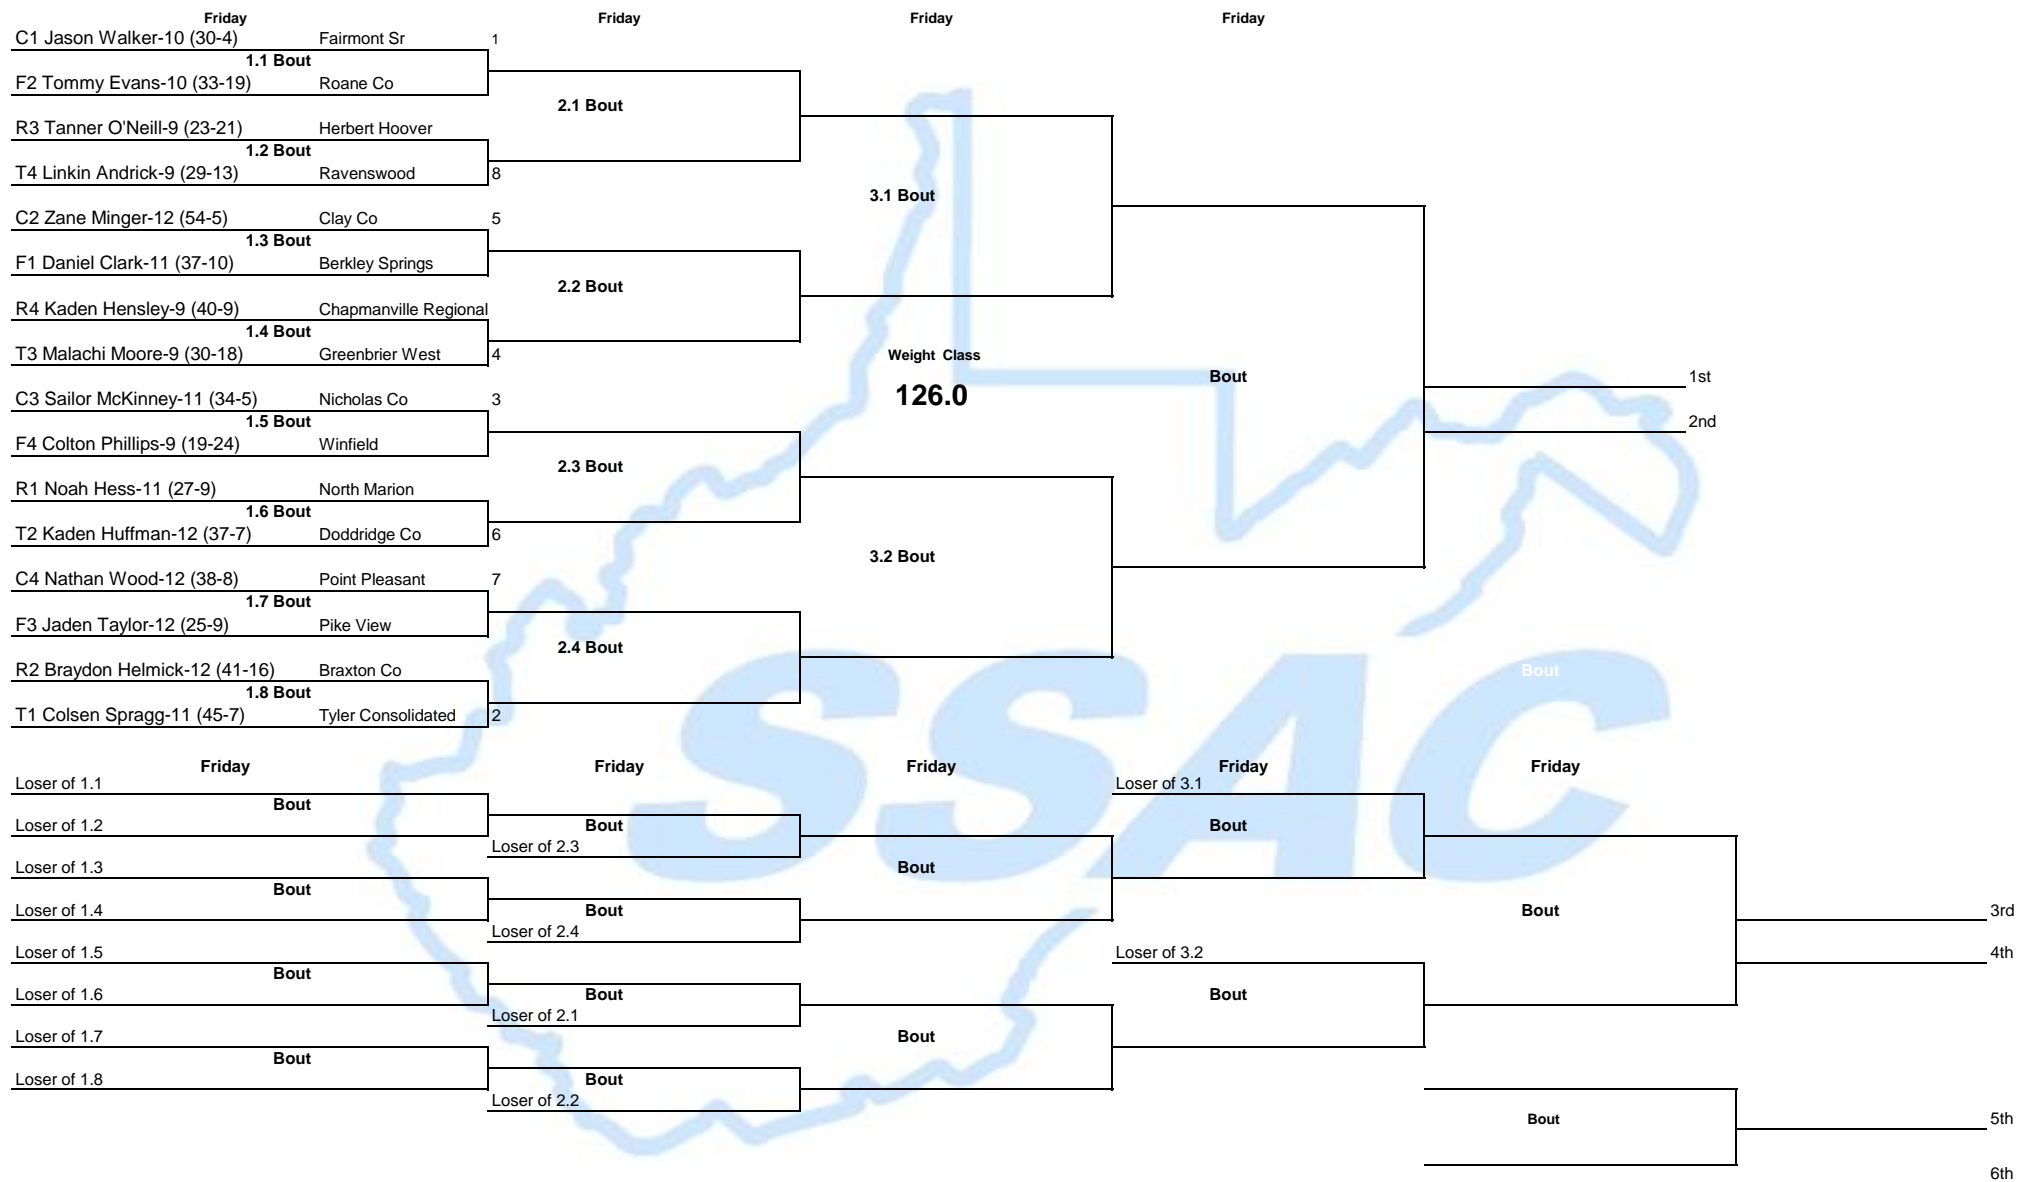 Friday Friday Friday Friday
C1 Jason Walker-10 (30-4) Fairmont Sr 1
1.1 Bout
F2 Tommy Evans-10 (33-19) Roane Co
2.1 Bout
R3 Tanner O'Neill-9 (23-21) Herbert Hoover
1.2 Bout
T4 Linkin Andrick-9 (29-13) Ravenswood 8
3.1 Bout
C2 Zane Minger-12 (54-5) Clay Co 5
1.3 Bout
F1 Daniel Clark-11 (37-10) Berkley Springs
2.2 Bout
R4 Kaden Hensley-9 (40-9) Chapmanville Regional
1.4 Bout
T3 Malachi Moore-9 (30-18) Greenbrier West 4
Weight Class
Bout 1st
126.0
C3 Sailor McKinney-11 (34-5) Nicholas Co 3
1.5 Bout 2nd
F4 Colton Phillips-9 (19-24) Winfield
2.3 Bout
R1 Noah Hess-11 (27-9) North Marion
1.6 Bout
T2 Kaden Huffman-12 (37-7) Doddridge Co 6
3.2 Bout
C4 Nathan Wood-12 (38-8) Point Pleasant 7
1.7 Bout
F3 Jaden Taylor-12 (25-9) Pike View
2.4 Bout
R2 Braydon Helmick-12 (41-16) Braxton Co Bout
1.8 Bout
T1 Colsen Spragg-11 (45-7) Tyler Consolidated 2
SSAC
Friday Friday Friday Friday Friday
Loser of 1.1 Loser of 3.1
Bout
Loser of 1.2 Bout Bout
Loser of 2.3
Loser of 1.3 Bout
Bout
Loser of 1.4 Bout Bout 3rd
Loser of 2.4
Loser of 1.5 Loser of 3.2 4th
Bout
Loser of 1.6 Bout Bout
Loser of 2.1
Loser of 1.7 Bout
Bout
Loser of 1.8 Bout
Loser of 2.2
Bout 5th
6th